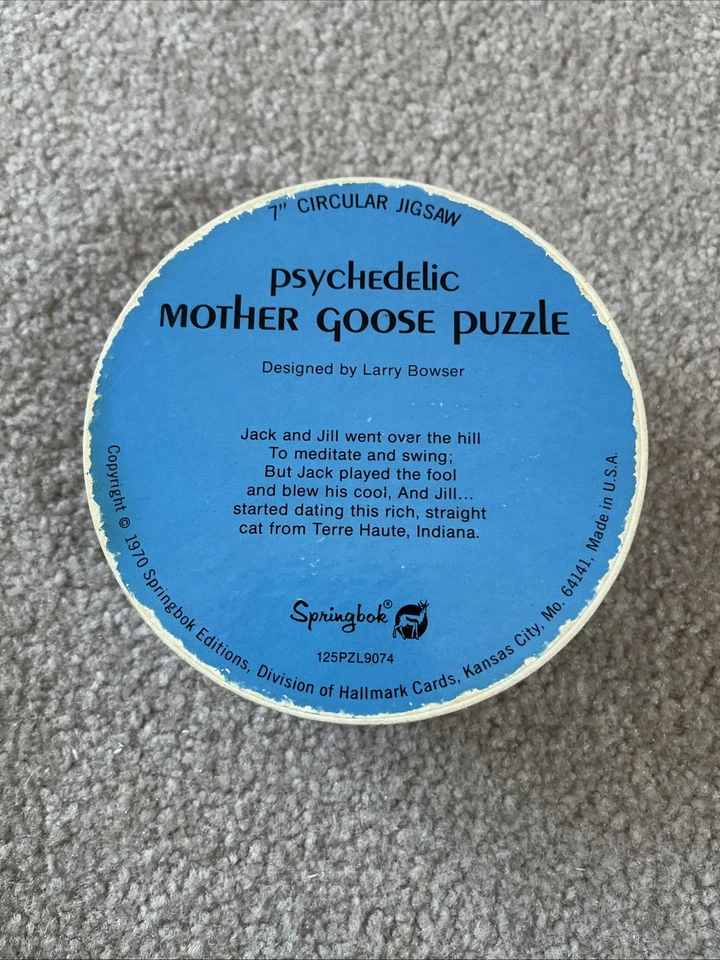 7" CIRCULAR JIGSAW
psychedelic
MOTHER GOOSE PUZZLE
Designed by Larry Bowser
Jack and Jill went over the hill
To meditate and swing;
But Jack played the fool
and blew his cool, And Jill...
started dating this rich, straight
cat from Terre Haute, Indiana.
Springbok®
125PZL9074
Copyright © 1970 Springbok Editions, Division of Hallmark Cards, Kansas City, Mo. 64141, Made in U.S.A.